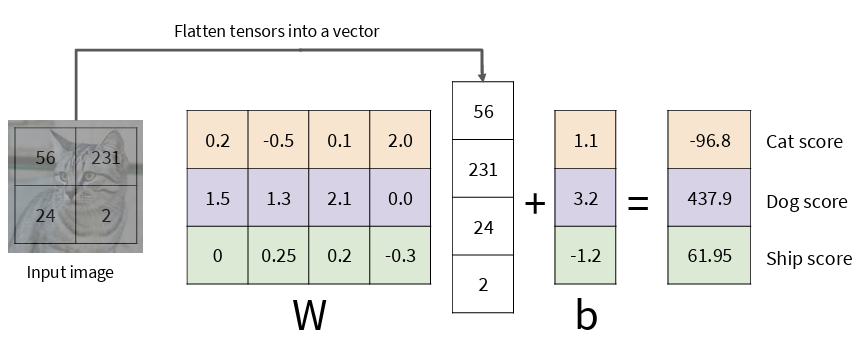 Flatten tensors into a vector
56 231
24 2
Input image
0.2 -0.5 0.1 2.0
1.5 1.3 2.1 0.0
0 0.25 0.2 -0.3
W
56
231
24
2
+
1.1
3.2
-1.2
b
=
-96.8 Cat score
437.9 Dog score
61.95 Ship score